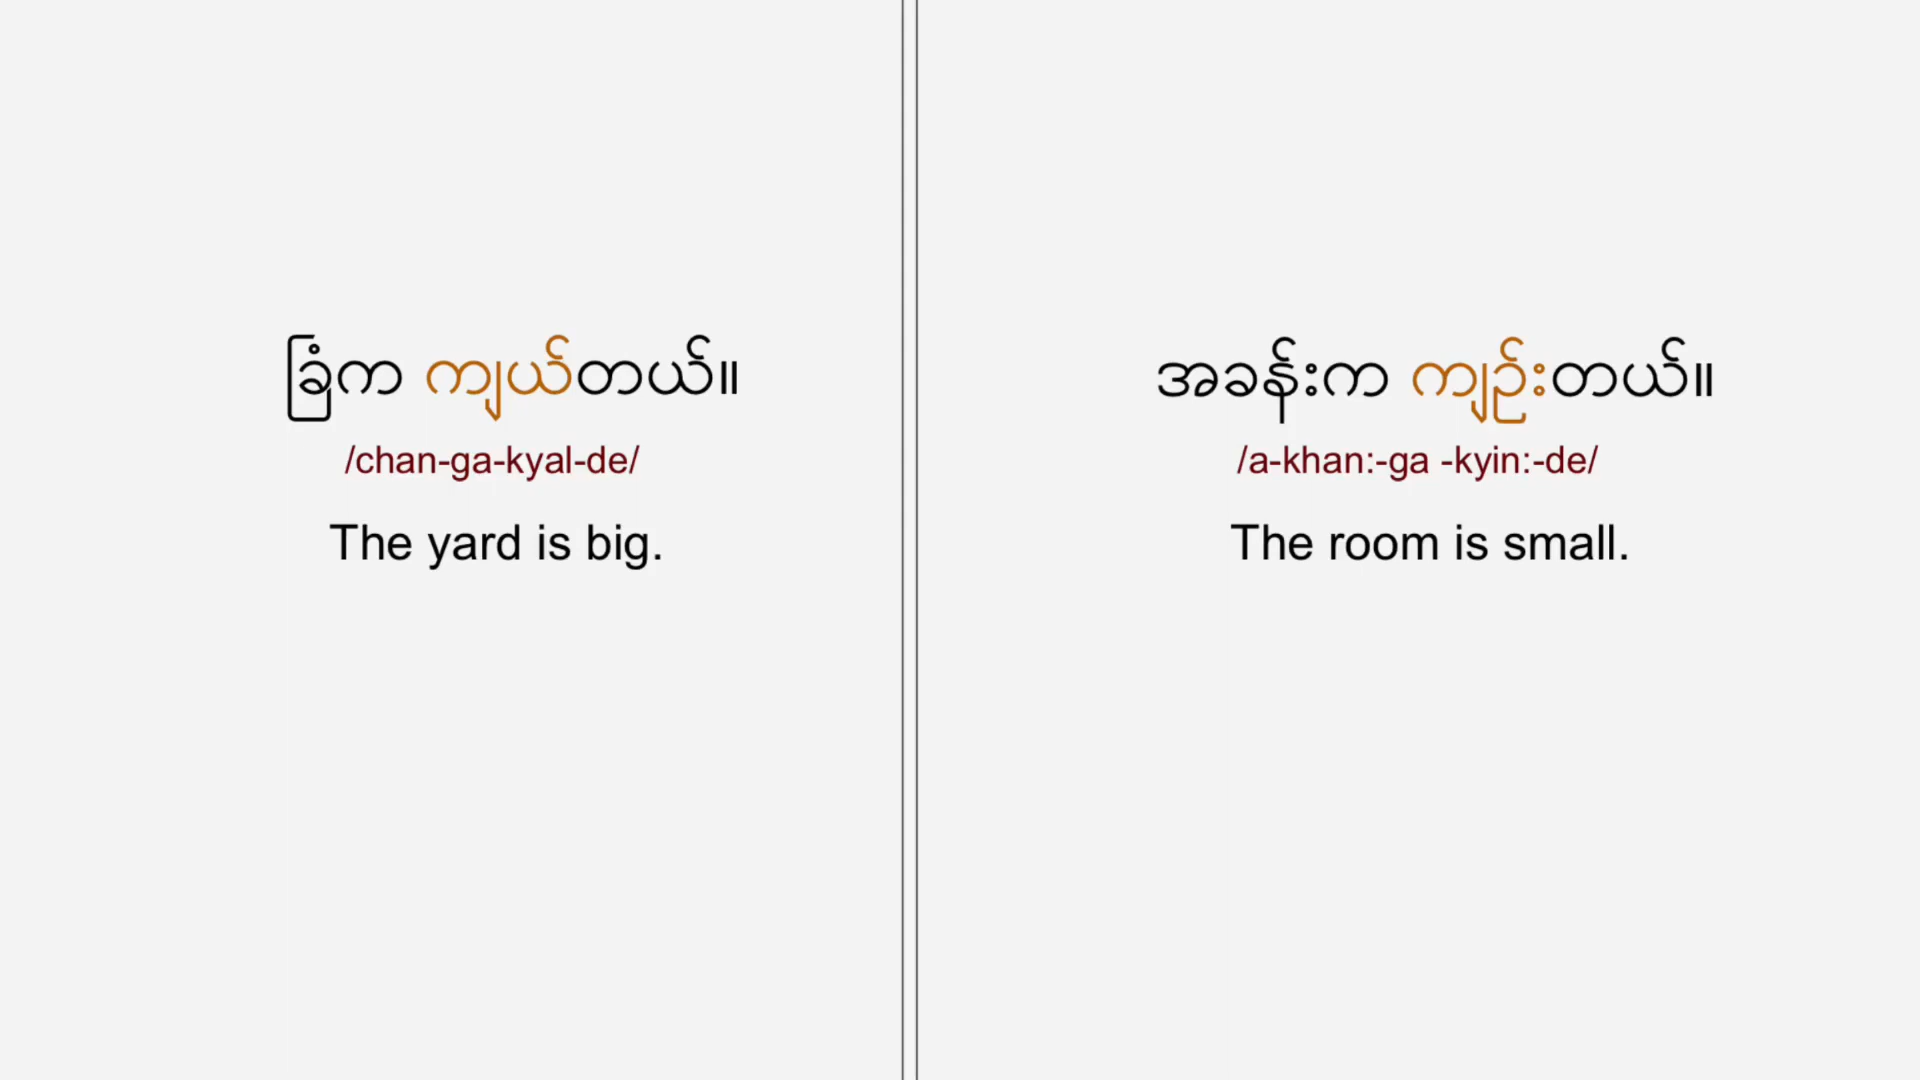 ခြံက ကျယ်တယ်။
/chan-ga-kyal-de/
The yard is big.
အခန်းက ကျဉ်းတယ်။
/a-khan:-ga -kyin:-de/
The room is small.